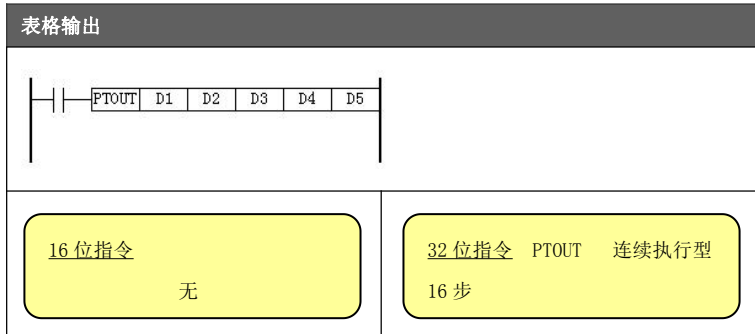 表格输出
PTOUT D1 D2 D3 D4 D5
16 位指令
无
32 位指令 PTOUT 连续执行型
16 步